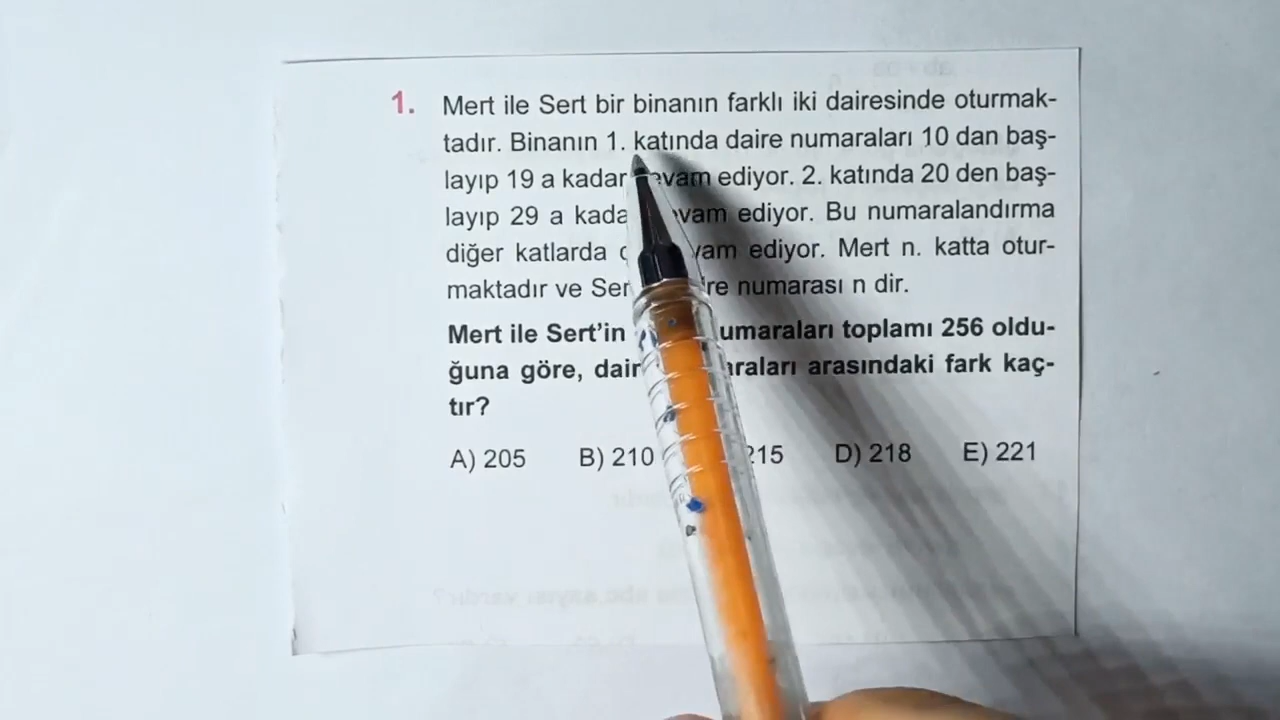 1. Mert ile Sert bir binanın farklı iki dairesinde oturmak-
tadır. Binanın 1. katında daire numaraları 10 dan baş-
layıp 19 a kadar ediyor. 2. katında 20 den baş-
layıp 29 a ediyor. Bu numaralandırma
diğer katlarda ediyor. Mert n. katta otur-
maktadır ve numarası n dir.
Mert ile Sert’in toplamı 256 oldu-
ğuna göre, arasındaki fark kaç-
tır?
A) 205 B) 210 D) 218 E) 221